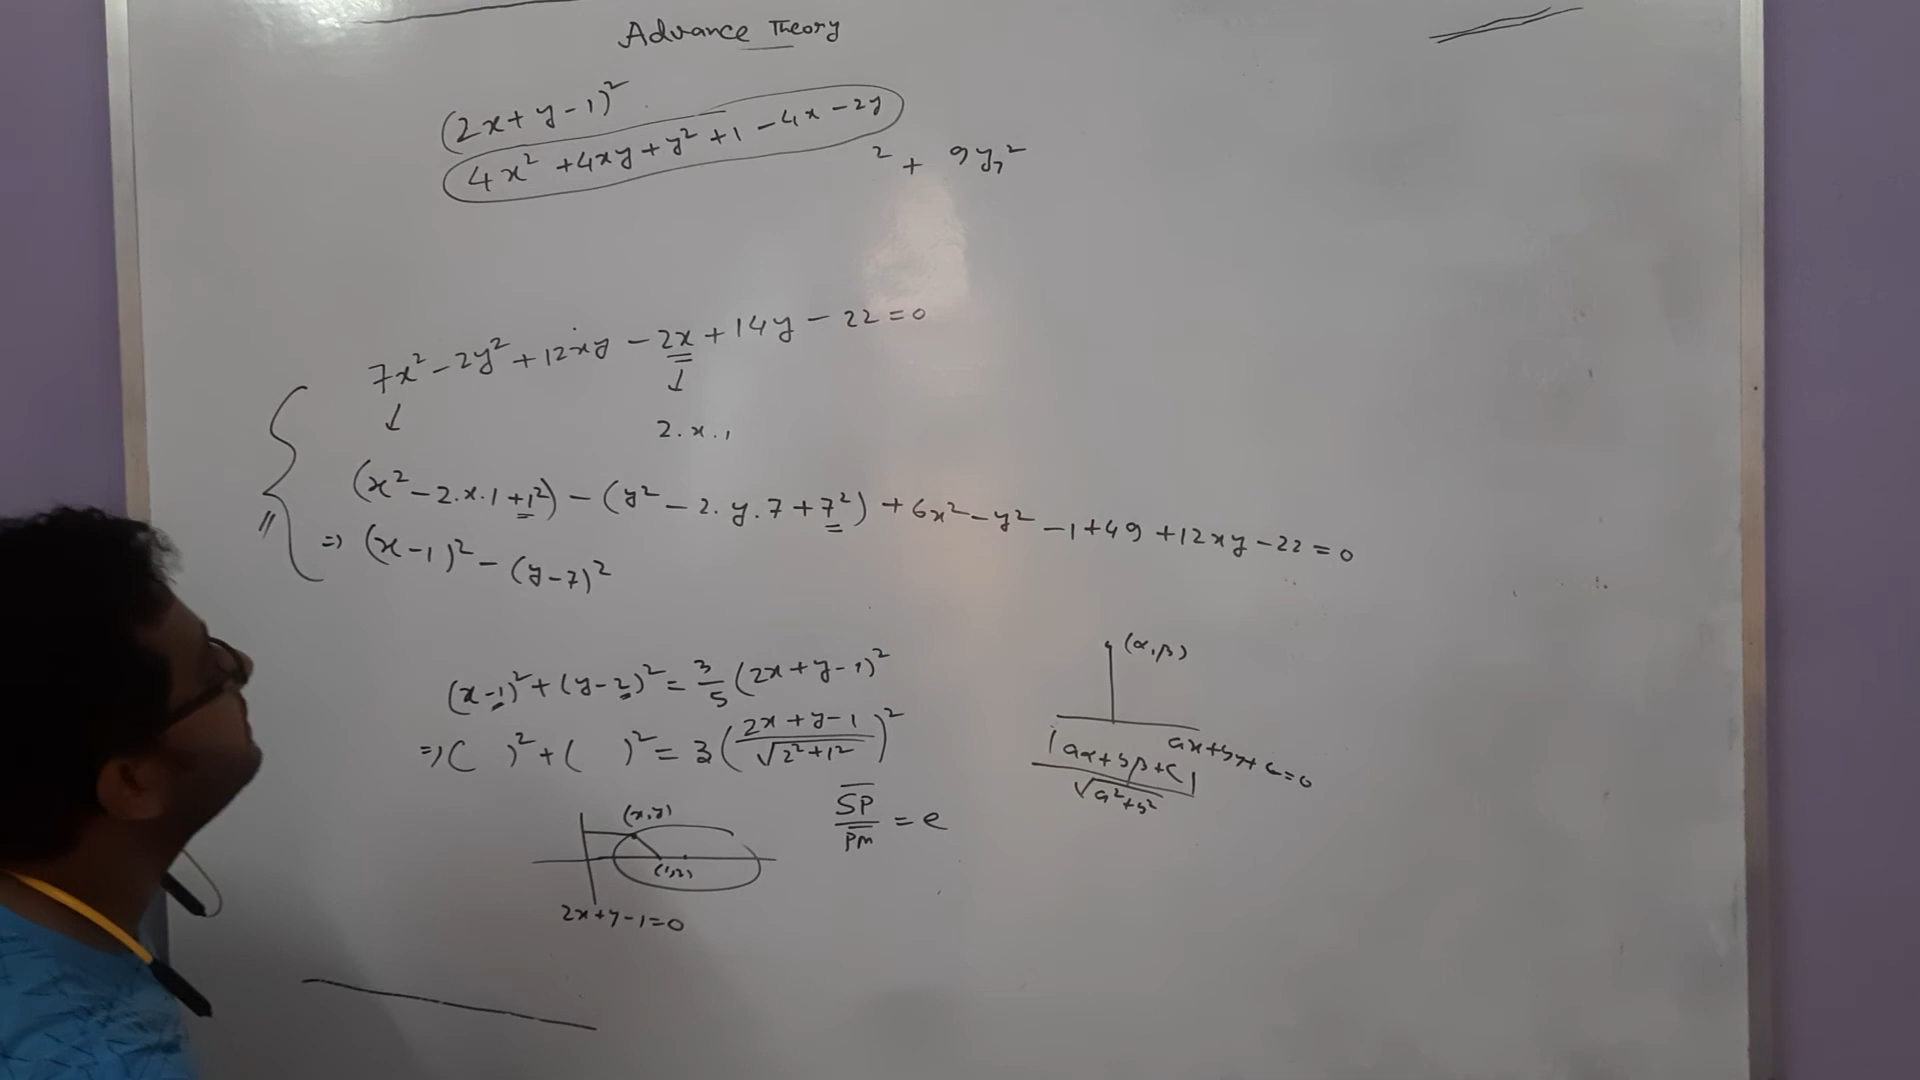 Advance Theory
(2x+y-1)²
4x²+4xy+y²+1-4x-2y
² + 9y²
7x²-2y²+12xy-2x+14y-22=0
↓ ↓
2.x.1
(x²-2.x.1+1²)-(y²-2.y.7+7²)+6x²-y²-1+49+12xy-22=0
⇒ (x-1)²-(y-7)²
(x-1)²+(y-2)²=3/5(2x+y-1)²
⇒ ( )²+( )²=3((2x+y-1)/√(2²+1²))²
(α,β)
ax+by+c=0
|aα+bβ+c|/√(a²+b²)
SP/PM = e
(x,y)
(1,2)
2x+y-1=0